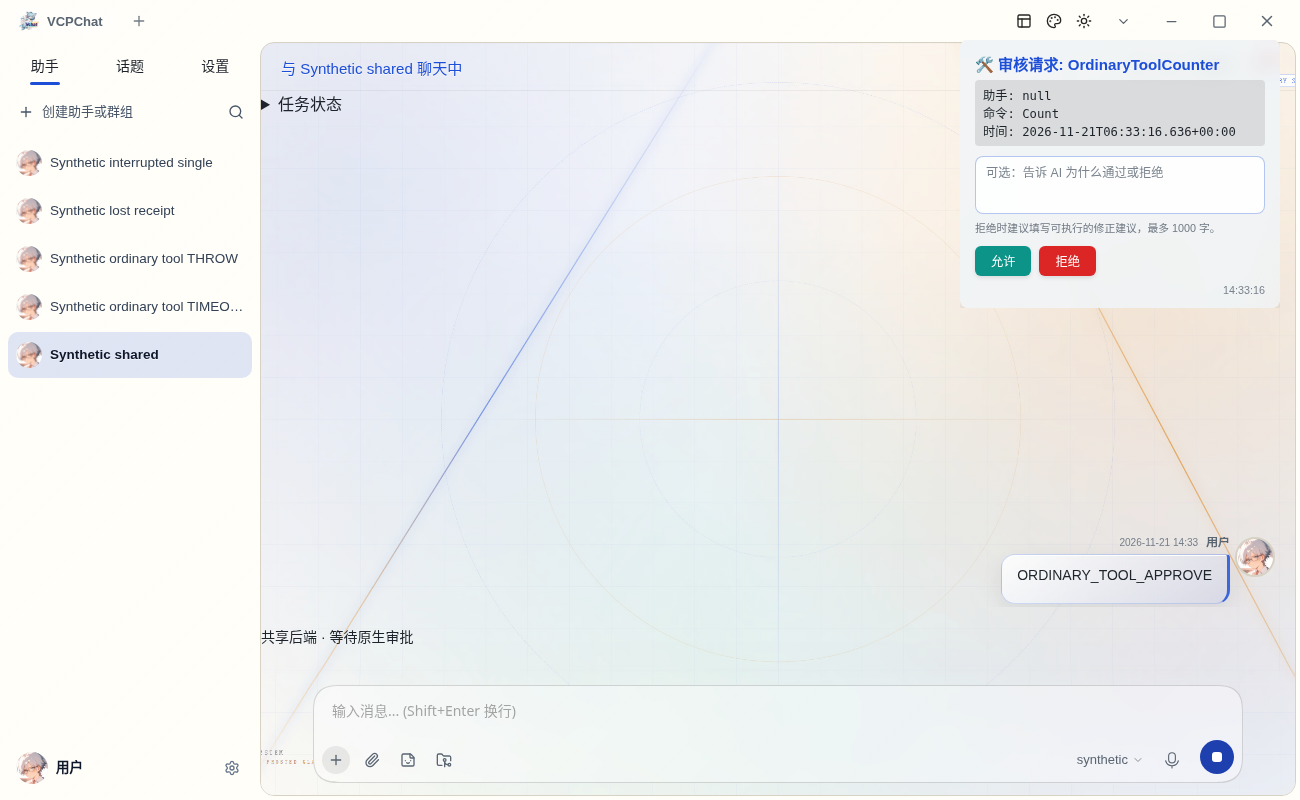 VCPChat
助手
话题
设置
创建助手或群组
Synthetic interrupted single
Synthetic lost receipt
Synthetic ordinary tool THROW
Synthetic ordinary tool TIMEO…
Synthetic shared
用户
与 Synthetic shared 聊天中
任务状态
🛠️ 审核请求: OrdinaryToolCounter
助手: null
命令: Count
时间: 2026-11-21T06:33:16.636+00:00
可选：告诉 AI 为什么通过或拒绝
拒绝时建议填写可执行的修正建议，最多 1000 字。
允许 拒绝
14:33:16
2026-11-21 14:33 用户
ORDINARY_TOOL_APPROVE
共享后端 · 等待原生审批
输入消息... (Shift+Enter 换行)
synthetic